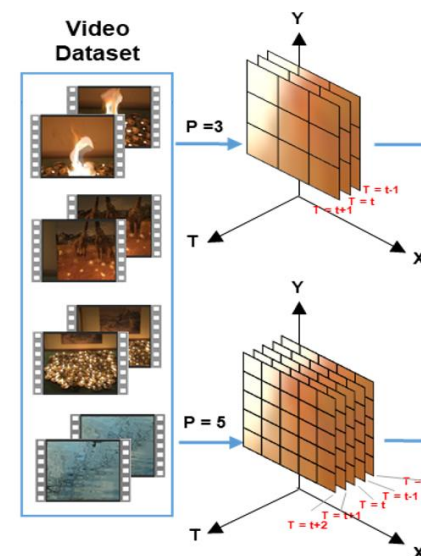 Video
Dataset
P =3
Y
T = t-1
T = t
T = t+1
T
X
P = 5
Y
T =
T = t-1
T = t
T = t+1
T = t+2
T
X